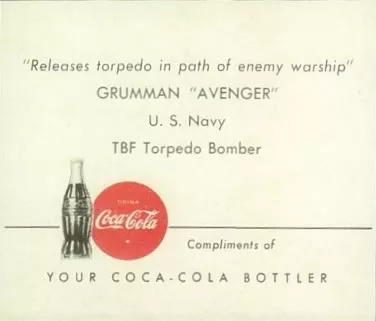 "Releases torpedo in path of enemy warship"
GRUMMAN "AVENGER"
U. S. Navy
TBF Torpedo Bomber
DRINK
Coca-Cola
Compliments of
YOUR COCA-COLA BOTTLER